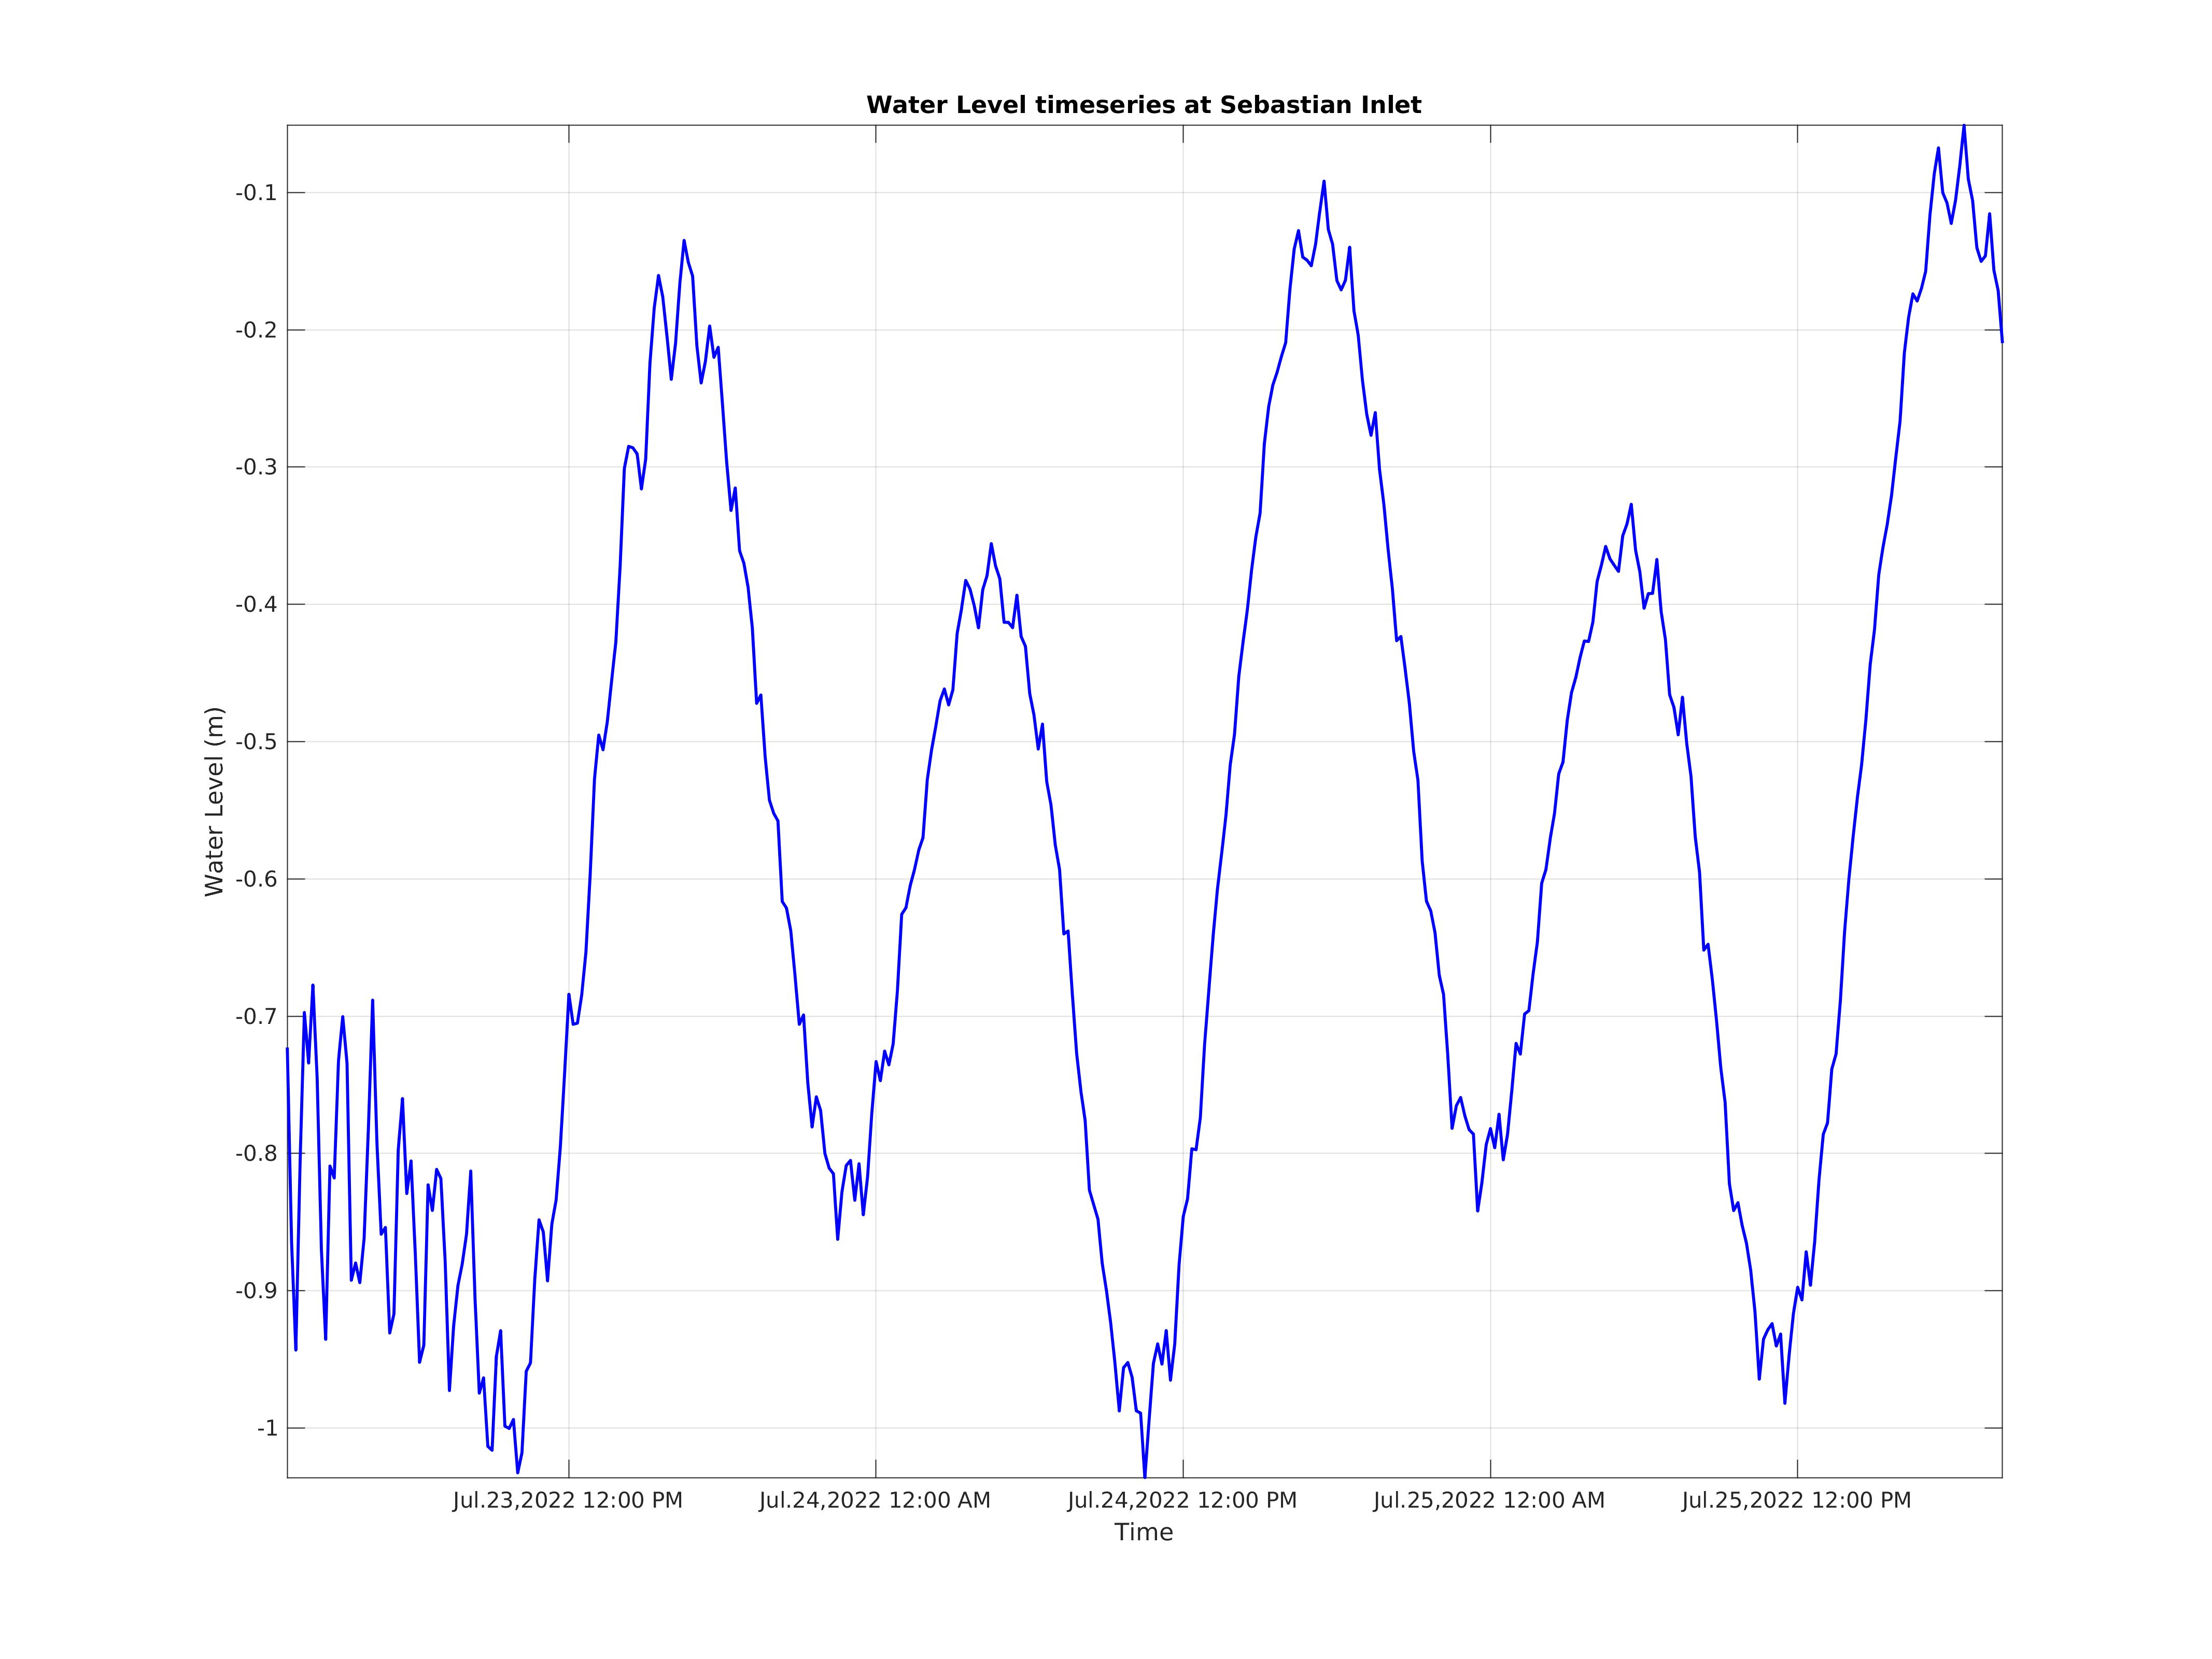 Water Level timeseries at Sebastian Inlet
-0.1
-0.2
-0.3
-0.4
-0.5
-0.6
-0.7
-0.8
-0.9
-1
Water Level (m)
Jul.23,2022 12:00 PM
Jul.24,2022 12:00 AM
Jul.24,2022 12:00 PM
Jul.25,2022 12:00 AM
Jul.25,2022 12:00 PM
Time